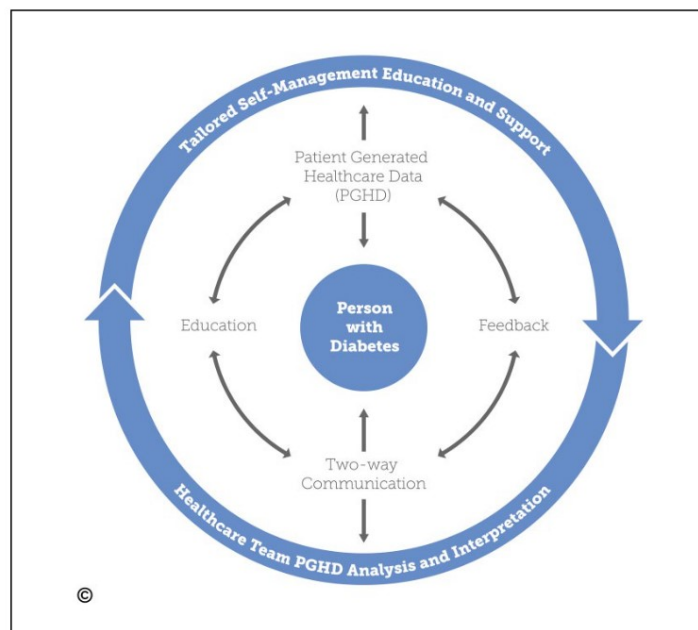 Tailored Self-Management Education and Support
Patient Generated
Healthcare Data
(PGHD)
Education
Person
with
Diabetes
Feedback
Two-way
Communication
Healthcare Team PGHD Analysis and Interpretation
©